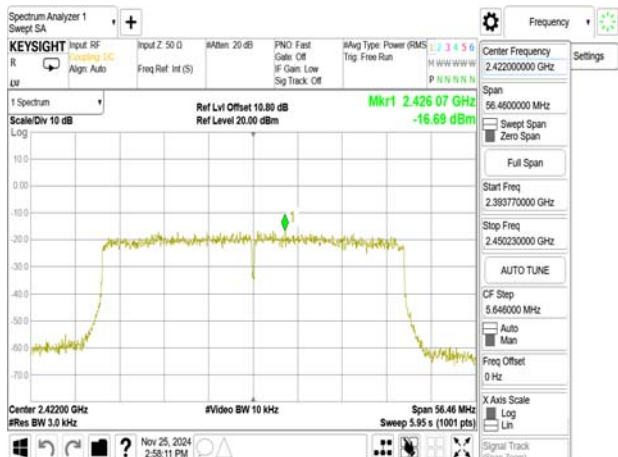 Spectrum Analyzer 1
Swept SA
+
Frequency
KEYSIGHT
R
Input: RF
Coupling: DC
Align: Auto
Input Z: 50 Ω
Freq Ref: Int (S)
#Atten: 20 dB
PNO: Fast
Gate: Off
IF Gain: Low
Sig Track: Off
#Avg Type: Power (RMS
Trig: Free Run
1 2 3 4 5 6
M W W W W W
P N N N N N
1 Spectrum
Scale/Div 10 dB
Log
Ref Lvl Offset 10.80 dB
Ref Level 20.00 dBm
Mkr1 2.426 07 GHz
-16.69 dBm
10.0
0.00
-10.0
-20.0
-30.0
-40.0
-50.0
-60.0
-70.0
1
Center 2.42200 GHz
#Res BW 3.0 kHz
#Video BW 10 kHz
Span 56.46 MHz
Sweep 5.95 s (1001 pts)
?
Nov 25, 2024
2:58:11 PM
Center Frequency
2.422000000 GHz
Settings
Span
56.4600000 MHz
Swept Span
Zero Span
Full Span
Start Freq
2.393770000 GHz
Stop Freq
2.450230000 GHz
AUTO TUNE
CF Step
5.646000 MHz
Auto
Man
Freq Offset
0 Hz
X Axis Scale
Log
Lin
Signal Track